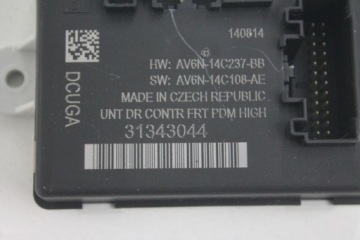 140814
©
HW: AV6N-14C237-BB
SW: AV6N-14C108-AE
MADE IN CZECH REPUBLIC
UNT DR CONTR FRT PDM HIGH
31343044
DCUGA